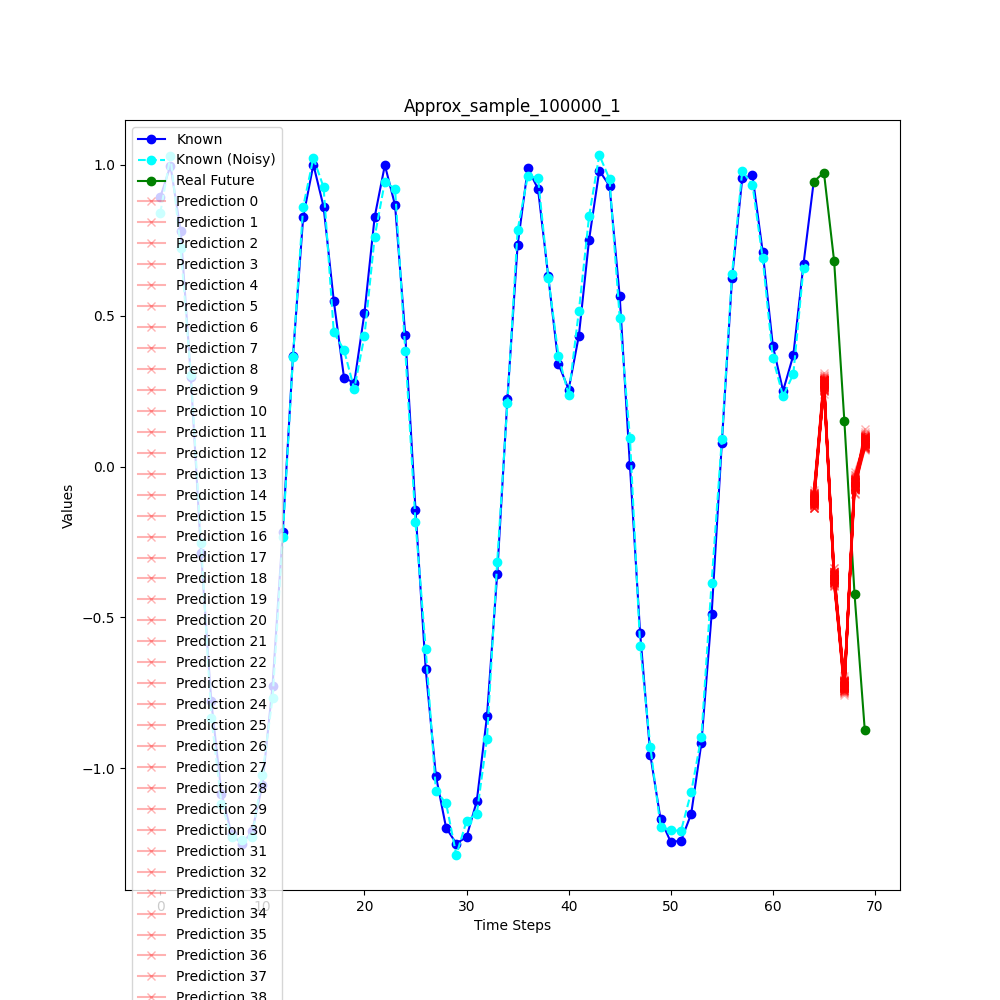 Approx_sample_100000_1
Known
Known (Noisy)
Real Future
Prediction 0
Prediction 1
Prediction 2
Prediction 3
Prediction 4
Prediction 5
Prediction 6
Prediction 7
Prediction 8
Prediction 9
Prediction 10
Prediction 11
Prediction 12
Prediction 13
Prediction 14
Prediction 15
Prediction 16
Prediction 17
Prediction 18
Prediction 19
Prediction 20
Prediction 21
Prediction 22
Prediction 23
Prediction 24
Prediction 25
Prediction 26
Prediction 27
Prediction 28
Prediction 29
Prediction 30
Prediction 31
Prediction 32
Prediction 33
Prediction 34
Prediction 35
Prediction 36
Prediction 37
Prediction 38
1.0
0.5
0.0
−0.5
−1.0
Values
0 10 20 30 40 50 60 70
Time Steps